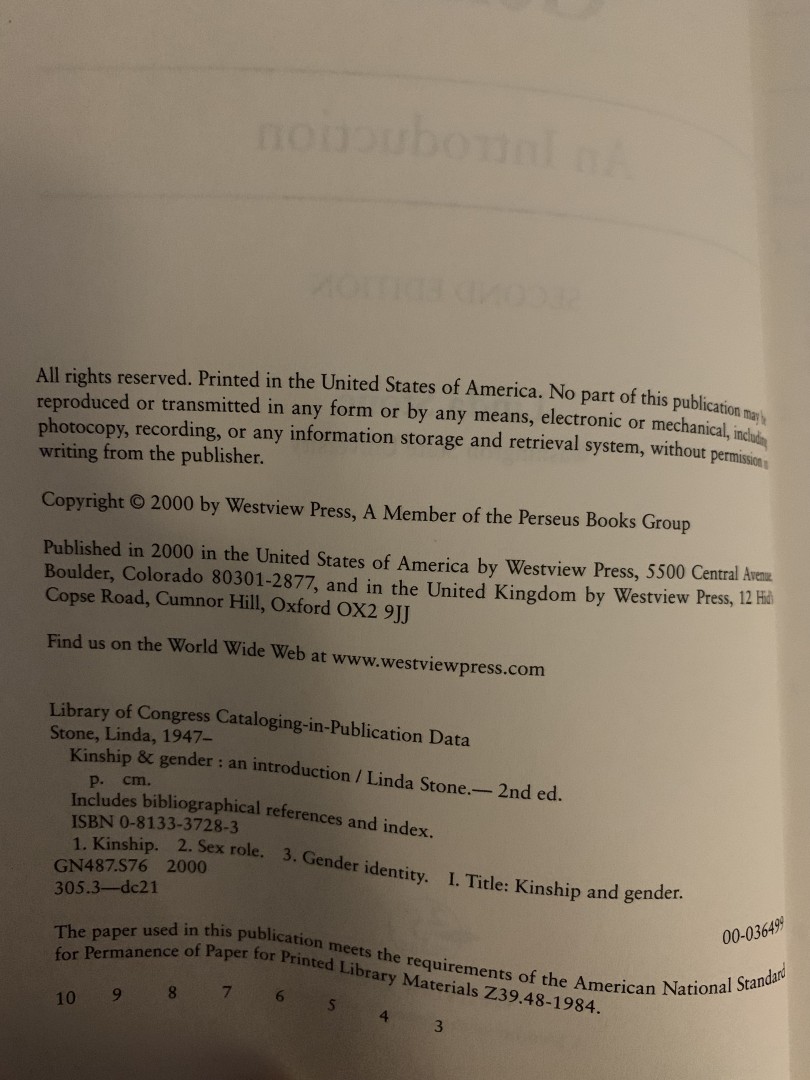 An Introduction
SECOND EDITION
All rights reserved. Printed in the United States of America. No part of this publication may be
reproduced or transmitted in any form or by any means, electronic or mechanical, including
photocopy, recording, or any information storage and retrieval system, without permission in
writing from the publisher.
Copyright © 2000 by Westview Press, A Member of the Perseus Books Group
Published in 2000 in the United States of America by Westview Press, 5500 Central Avenue,
Boulder, Colorado 80301-2877, and in the United Kingdom by Westview Press, 12 Hid's
Copse Road, Cumnor Hill, Oxford OX2 9JJ
Find us on the World Wide Web at www.westviewpress.com
Library of Congress Cataloging-in-Publication Data
Stone, Linda, 1947–
Kinship & gender : an introduction / Linda Stone.— 2nd ed.
p. cm.
Includes bibliographical references and index.
ISBN 0-8133-3728-3
1. Kinship. 2. Sex role. 3. Gender identity. I. Title: Kinship and gender.
GN487.S76 2000
305.3—dc21
00-036499
The paper used in this publication meets the requirements of the American National Standard
for Permanence of Paper for Printed Library Materials Z39.48-1984.
10 9 8 7 6 5 4 3